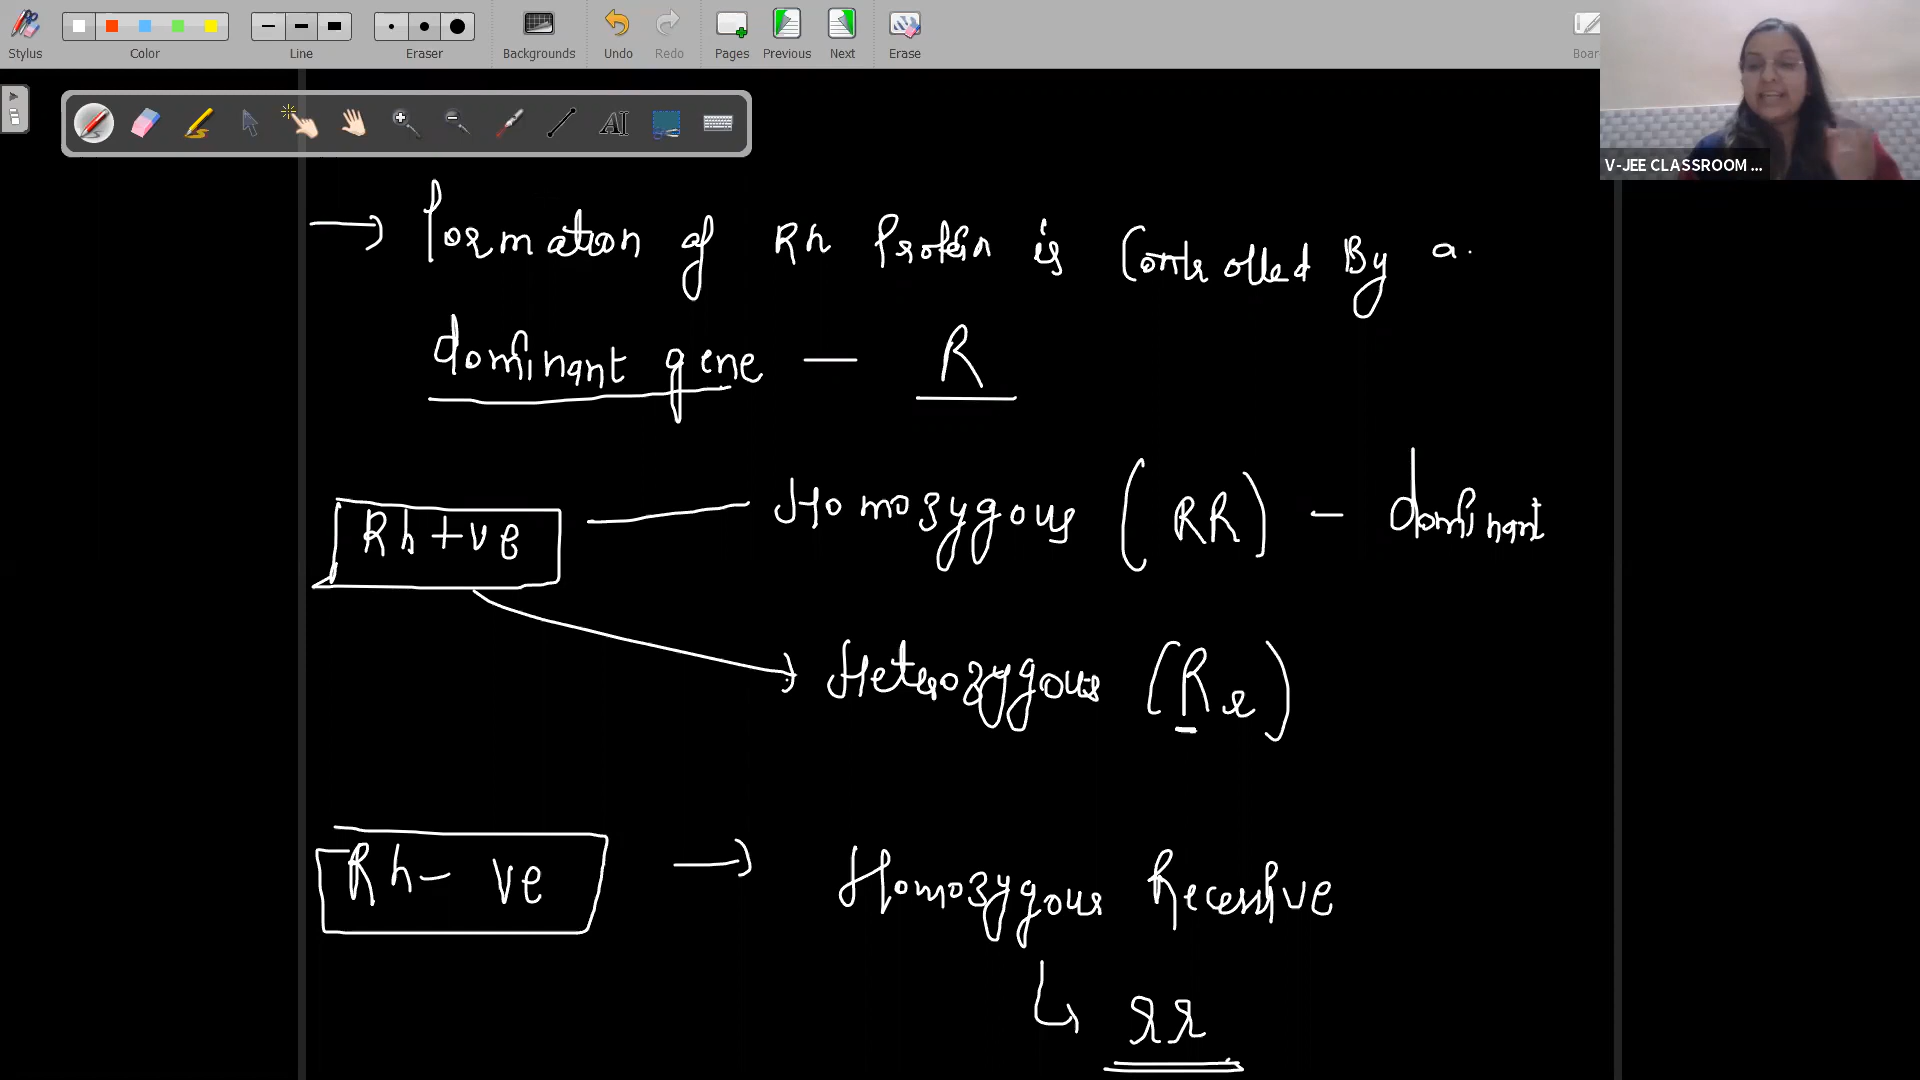 Stylus Color Line Eraser Backgrounds Undo Redo Pages Previous Next Erase Boar
V-JEE CLASSROOM ...
→ Formation of Rh Protein is Controlled By a
dominant gene — R
Rh +ve — Homozygous (RR) - dominant
→ Heterozygous (Rr)
Rh - ve → Homozygous Recessive
↳ rr